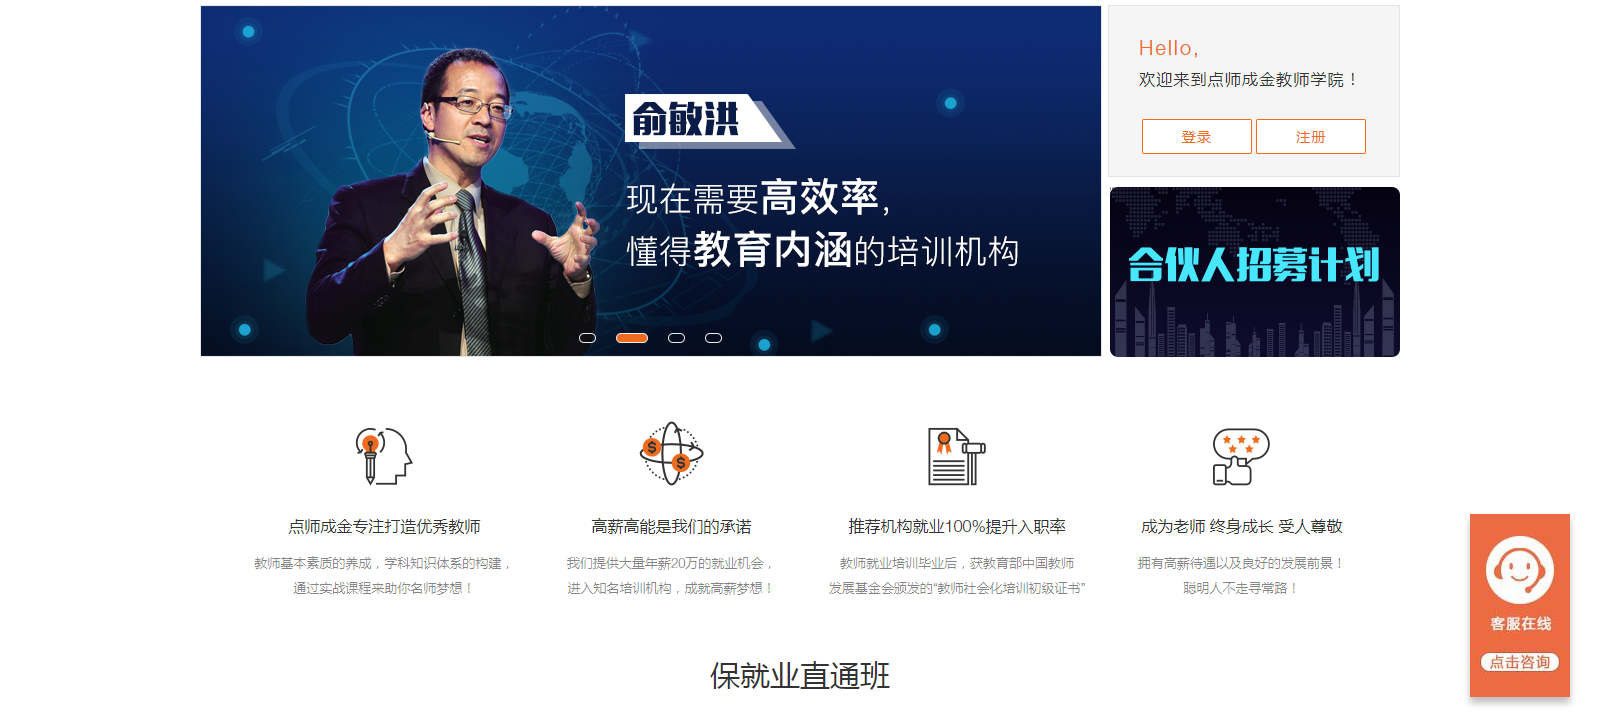 俞敏洪
现在需要高效率，
懂得教育内涵的培训机构
Hello,
欢迎来到点师成金教师学院！
登录
注册
合伙人招募计划
点师成金专注打造优秀教师
教师基本素质的养成，学科知识体系的构建，
通过实战课程来助你名师梦想！
高薪高能是我们的承诺
我们提供大量年薪20万的就业机会，
进入知名培训机构，成就高薪梦想！
推荐机构就业100%提升入职率
教师就业培训毕业后，获教育部中国教师
发展基金会颁发的“教师社会化培训初级证书”
成为老师 终身成长 受人尊敬
拥有高薪待遇以及良好的发展前景！
聪明人不走寻常路！
客服在线
点击咨询
保就业直通班